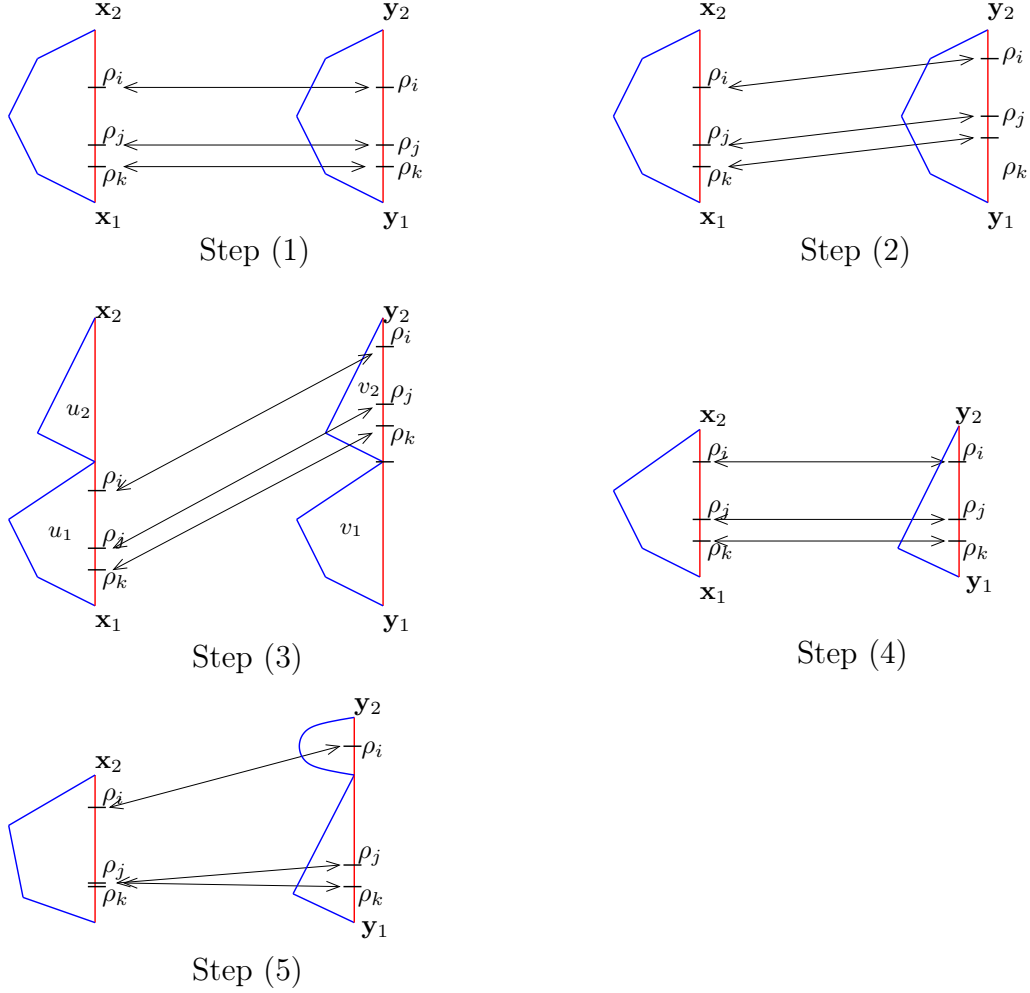 𝐱₂
𝐲₂
ρᵢ
ρᵢ
ρⱼ
ρⱼ
ρₖ
ρₖ
𝐱₁
𝐲₁
Step (1)
𝐱₂
𝐲₂
ρᵢ
ρᵢ
ρⱼ
ρⱼ
ρₖ
ρₖ
𝐱₁
𝐲₁
Step (2)
𝐱₂
𝐲₂
ρᵢ
v₂
ρⱼ
u₂
ρₖ
ρᵢ
u₁
ρⱼ
v₁
ρₖ
𝐱₁
𝐲₁
Step (3)
𝐱₂
𝐲₂
ρᵢ
ρᵢ
ρⱼ
ρⱼ
ρₖ
ρₖ
𝐱₁
𝐲₁
Step (4)
𝐲₂
ρᵢ
𝐱₂
ρᵢ
ρⱼ
ρⱼ
ρₖ
ρₖ
𝐲₁
Step (5)